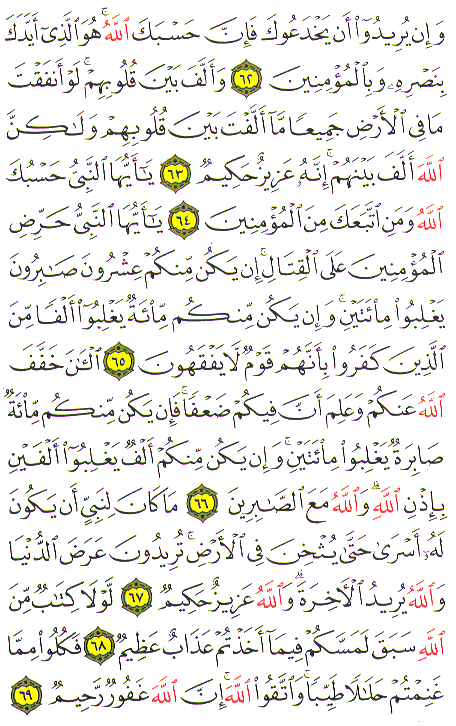 وَإِن يُرِيدُوٓا۟ أَن يَخْدَعُوكَ فَإِنَّ حَسْبَكَ ٱللَّهُ ۚ هُوَ ٱلَّذِىٓ أَيَّدَكَ
بِنَصْرِهِۦ وَبِٱلْمُؤْمِنِينَ ٦٢ وَأَلَّفَ بَيْنَ قُلُوبِهِمْ ۚ لَوْ أَنفَقْتَ
مَا فِى ٱلْأَرْضِ جَمِيعًا مَّآ أَلَّفْتَ بَيْنَ قُلُوبِهِمْ وَلَٰكِنَّ
ٱللَّهَ أَلَّفَ بَيْنَهُمْ ۚ إِنَّهُۥ عَزِيزٌ حَكِيمٌ ٦٣ يَٰٓأَيُّهَا ٱلنَّبِىُّ حَسْبُكَ
ٱللَّهُ وَمَنِ ٱتَّبَعَكَ مِنَ ٱلْمُؤْمِنِينَ ٦٤ يَٰٓأَيُّهَا ٱلنَّبِىُّ حَرِّضِ
ٱلْمُؤْمِنِينَ عَلَى ٱلْقِتَالِ ۚ إِن يَكُن مِّنكُمْ عِشْرُونَ صَٰبِرُونَ
يَغْلِبُوا۟ مِا۟ئَتَيْنِ ۚ وَإِن يَكُن مِّنكُم مِّا۟ئَةٌ يَغْلِبُوٓا۟ أَلْفًا مِّنَ
ٱلَّذِينَ كَفَرُوا۟ بِأَنَّهُمْ قَوْمٌ لَّا يَفْقَهُونَ ٦٥ ٱلْـَٰٔنَ خَفَّفَ
ٱللَّهُ عَنكُمْ وَعَلِمَ أَنَّ فِيكُمْ ضَعْفًا ۚ فَإِن يَكُن مِّنكُم مِّا۟ئَةٌ
صَابِرَةٌ يَغْلِبُوا۟ مِا۟ئَتَيْنِ ۚ وَإِن يَكُن مِّنكُمْ أَلْفٌ يَغْلِبُوٓا۟ أَلْفَيْنِ
بِإِذْنِ ٱللَّهِ ۗ وَٱللَّهُ مَعَ ٱلصَّٰبِرِينَ ٦٦ مَا كَانَ لِنَبِىٍّ أَن يَكُونَ
لَهُۥٓ أَسْرَىٰ حَتَّىٰ يُثْخِنَ فِى ٱلْأَرْضِ ۚ تُرِيدُونَ عَرَضَ ٱلدُّنْيَا
وَٱللَّهُ يُرِيدُ ٱلْـَٔاخِرَةَ ۗ وَٱللَّهُ عَزِيزٌ حَكِيمٌ ٦٧ لَّوْلَا كِتَٰبٌ مِّنَ
ٱللَّهِ سَبَقَ لَمَسَّكُمْ فِيمَآ أَخَذْتُمْ عَذَابٌ عَظِيمٌ ٦٨ فَكُلُوا۟ مِمَّا
غَنِمْتُمْ حَلَٰلًا طَيِّبًا ۚ وَٱتَّقُوا۟ ٱللَّهَ ۚ إِنَّ ٱللَّهَ غَفُورٌ رَّحِيمٌ ٦٩